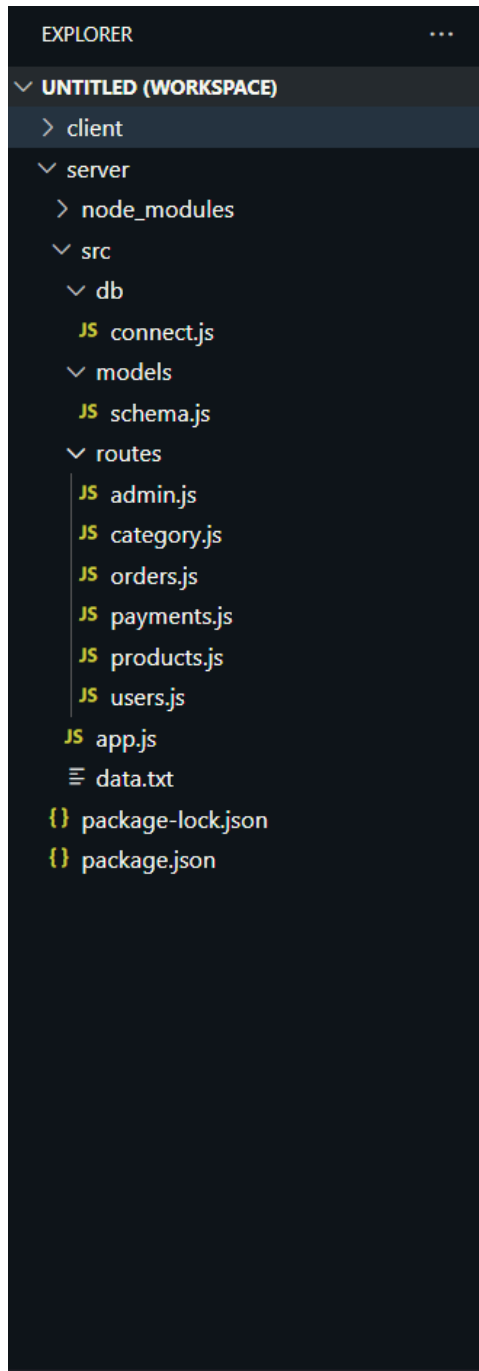 EXPLORER ...
UNTITLED (WORKSPACE)
client
server
node_modules
src
db
JS connect.js
models
JS schema.js
routes
JS admin.js
JS category.js
JS orders.js
JS payments.js
JS products.js
JS users.js
JS app.js
data.txt
{} package-lock.json
{} package.json